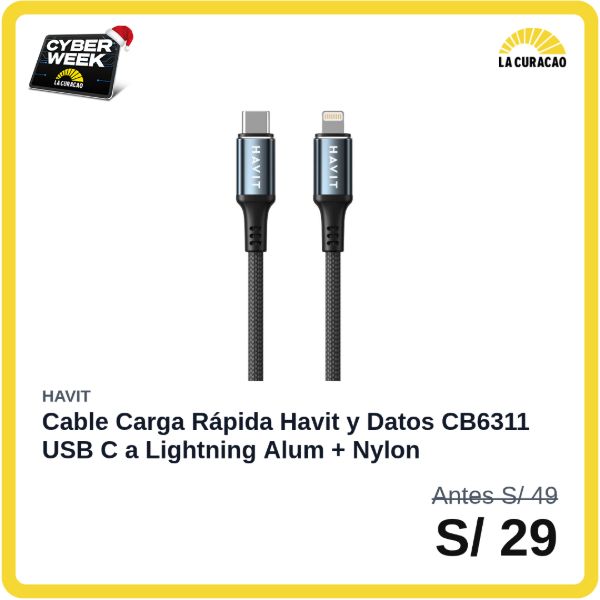 CYBER
WEEK
LA CURACAO
LA CURACAO
HAVIT
HAVIT
HAVIT
Cable Carga Rápida Havit y Datos CB6311
USB C a Lightning Alum + Nylon
Antes S/ 49
S/ 29